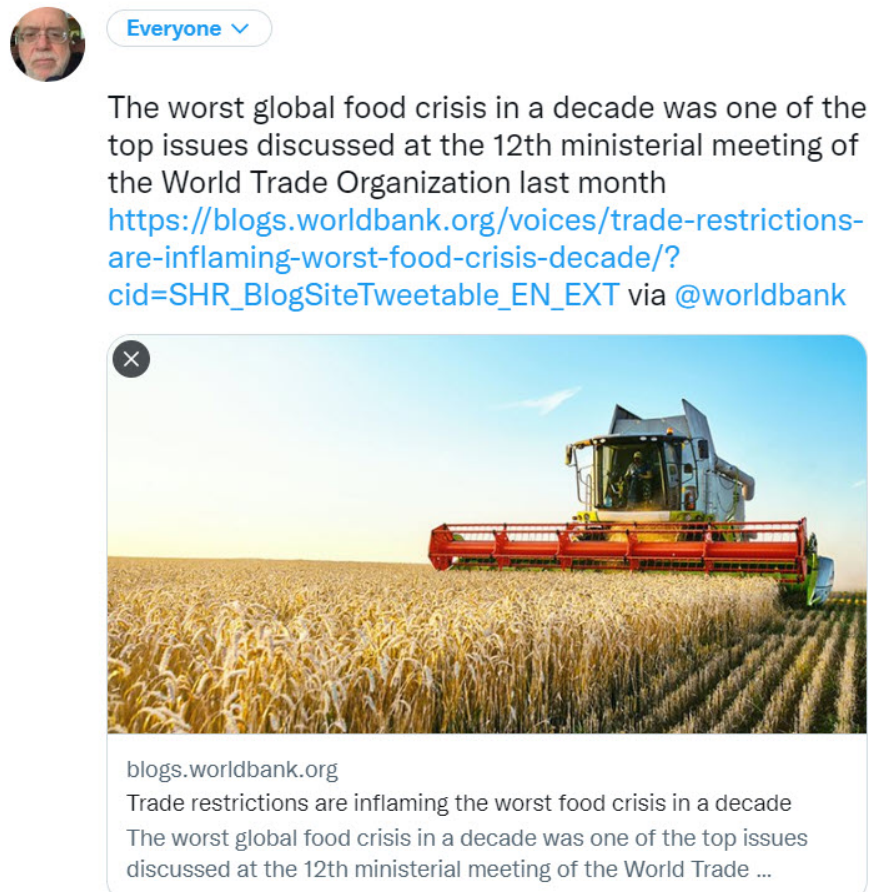 Everyone
The worst global food crisis in a decade was one of the
top issues discussed at the 12th ministerial meeting of
the World Trade Organization last month
https://blogs.worldbank.org/voices/trade-restrictions-
are-inflaming-worst-food-crisis-decade/?
cid=SHR_BlogSiteTweetable_EN_EXT via @worldbank
blogs.worldbank.org
Trade restrictions are inflaming the worst food crisis in a decade
The worst global food crisis in a decade was one of the top issues
discussed at the 12th ministerial meeting of the World Trade ...